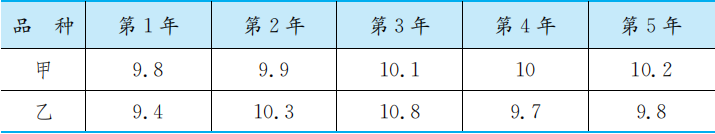 品 种 第1年 第2年 第3年 第4年 第5年
甲 9.8 9.9 10.1 10 10.2
乙 9.4 10.3 10.8 9.7 9.8